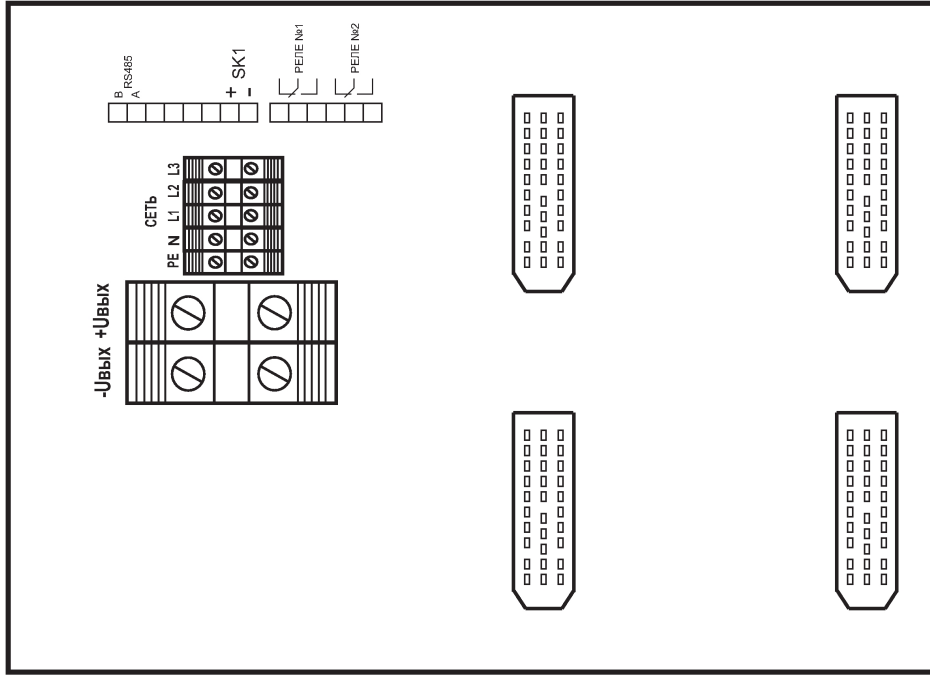 B
A
RS485
+
-
SK1
РЕЛЕ №1
РЕЛЕ №2
СЕТЬ
PE N L1 L2 L3
-Uвых +Uвых